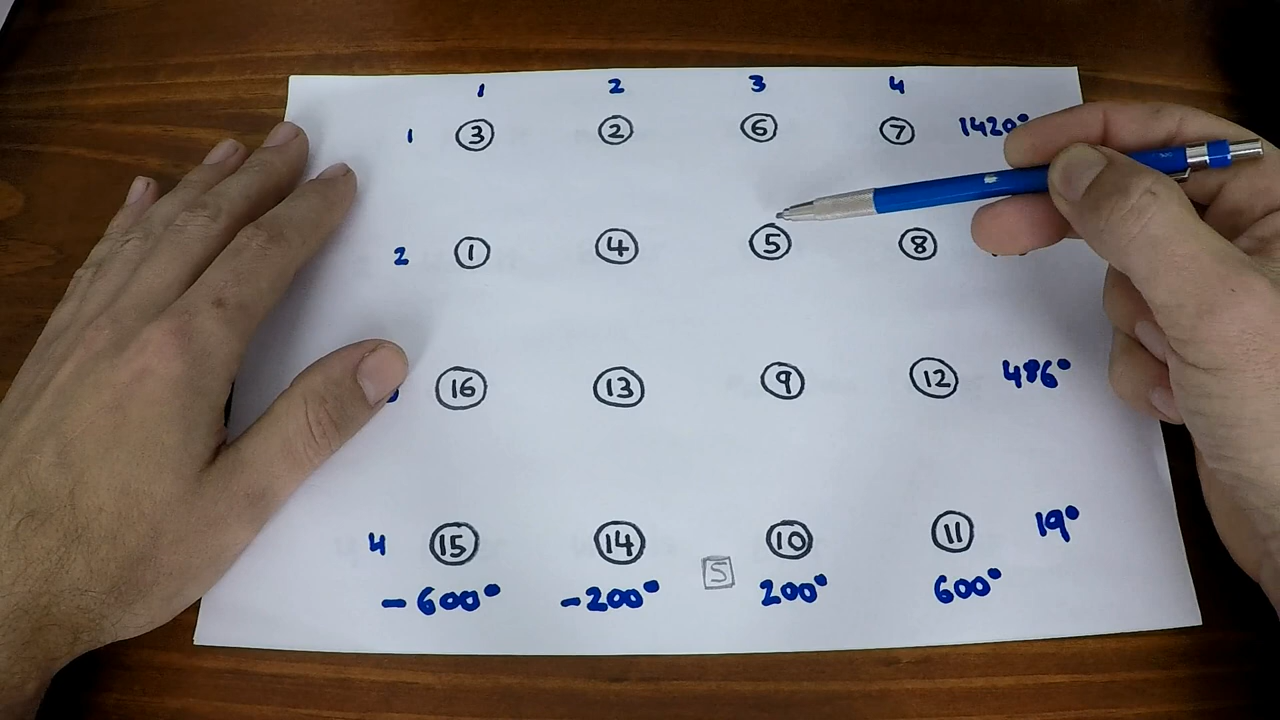 1 2 3 4
1 3 2 6 7 1420°
2 1 4 5 8
16 13 9 12 486°
4 15 14 10 11 19°
-600° -200° S 200° 600°